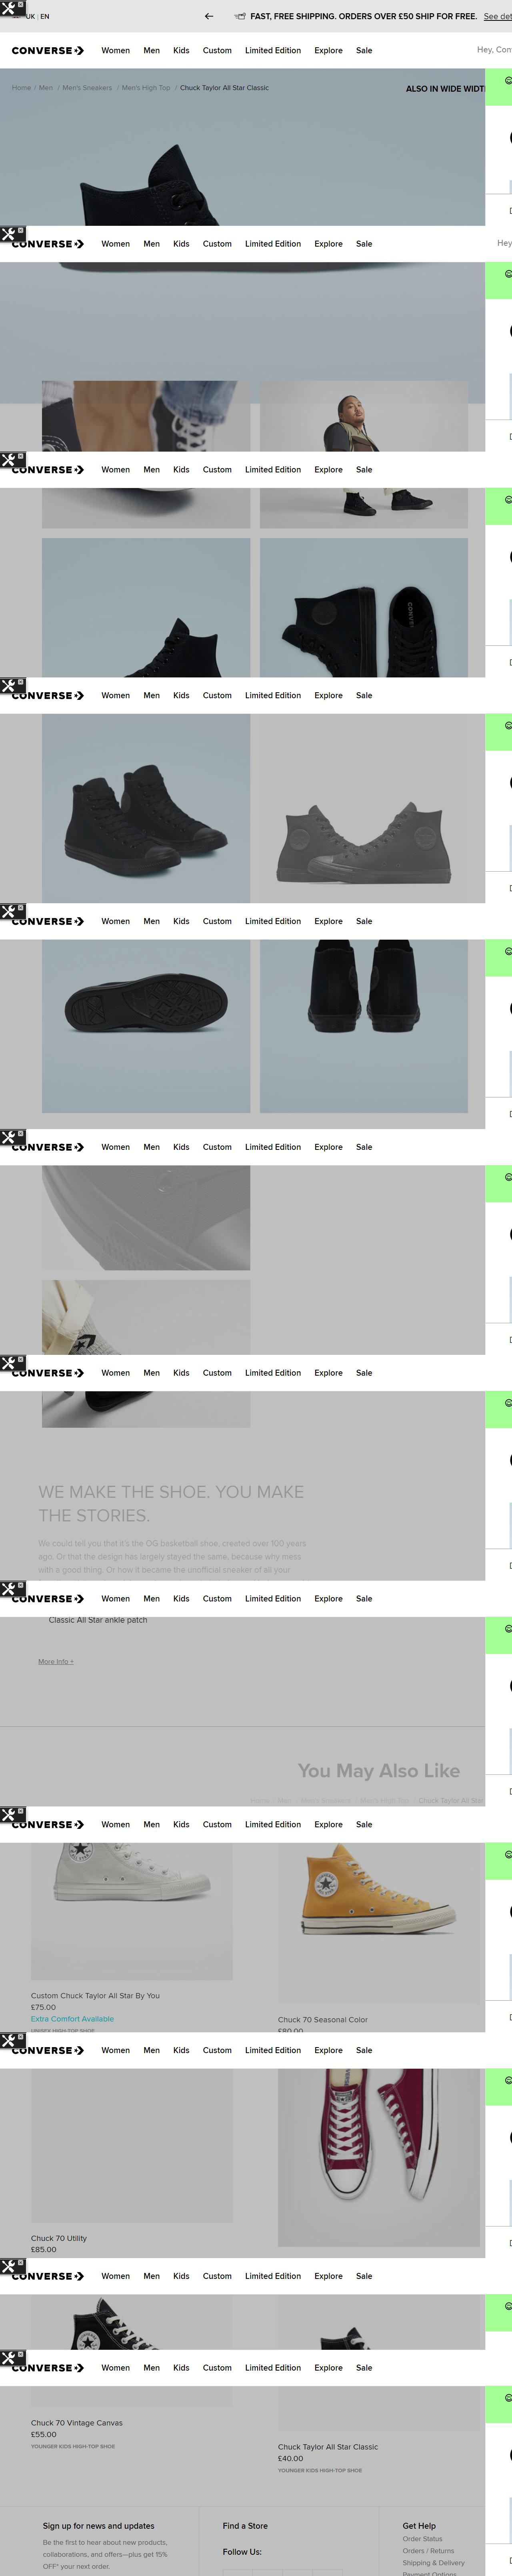 UK | EN
FAST, FREE SHIPPING. ORDERS OVER £50 SHIP FOR FREE. See
CONVERSE Women Men Kids Custom Limited Edition Explore Sale
Hey,
Home / Men / Men's Sneakers / Men's High Top / Chuck Taylor All Star Classic
ALSO IN WIDE
CONVERSE Women Men Kids Custom Limited Edition Explore Sale
Hey
CONVERSE Women Men Kids Custom Limited Edition Explore Sale
CONVERSE Women Men Kids Custom Limited Edition Explore Sale
CONVERSE Women Men Kids Custom Limited Edition Explore Sale
CONVERSE Women Men Kids Custom Limited Edition Explore Sale
CONVERSE Women Men Kids Custom Limited Edition Explore Sale
WE MAKE THE SHOE. YOU MAKE
THE STORIES.
We could tell you that it's the OG basketball shoe, created over 100 years
ago. Or that the design has largely stayed the same, because why mess
with a good thing. Or how it became the unofficial sneaker of all your
CONVERSE Women Men Kids Custom Limited Edition Explore Sale
Classic All Star ankle patch
More Info +
You May Also Like
Home / Men / Men's Sneakers / Men's High Top / Chuck Taylor All Star
CONVERSE Women Men Kids Custom Limited Edition Explore Sale
Custom Chuck Taylor All Star By You
£75.00
Extra Comfort Available
UNISEX HIGH-TOP SHOE
Chuck 70 Seasonal Color
£80.00
CONVERSE Women Men Kids Custom Limited Edition Explore Sale
Chuck 70 Utility
£85.00
CONVERSE Women Men Kids Custom Limited Edition Explore Sale
CONVERSE Women Men Kids Custom Limited Edition Explore Sale
Chuck 70 Vintage Canvas
£55.00
YOUNGER KIDS HIGH-TOP SHOE
Chuck Taylor All Star Classic
£40.00
YOUNGER KIDS HIGH-TOP SHOE
Sign up for news and updates
Be the first to hear about new products,
collaborations, and offers—plus get 15%
OFF* your next order.
Find a Store
Follow Us:
Get Help
Order Status
Orders / Returns
Shipping & Delivery
Payment Options